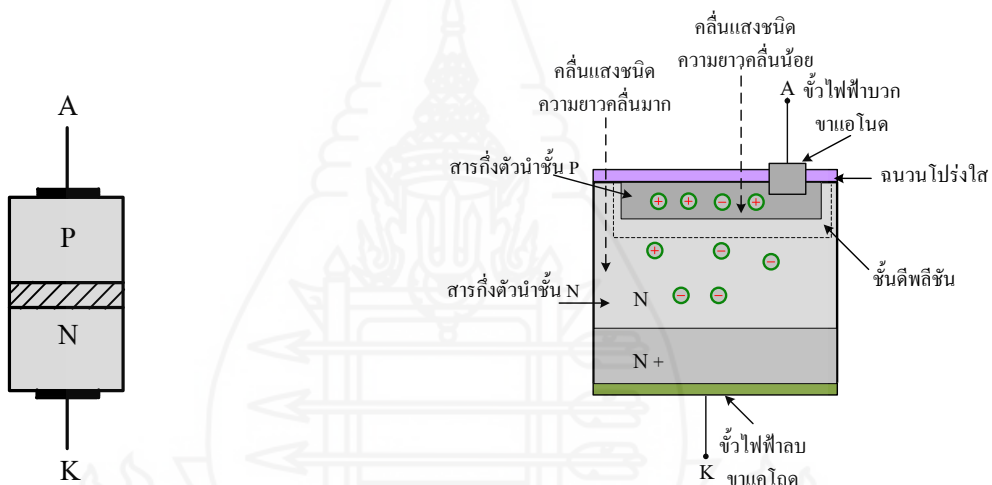 A
P
N
K
คลื่นแสงชนิด
ความยาวคลื่นมาก
คลื่นแสงชนิด
ความยาวคลื่นน้อย
A ขั้วไฟฟ้าบวก
ขาแอโนด
สารกึ่งตัวนำชั้น P
ฉนวนโปร่งใส
ชั้นดีพลีชัน
สารกึ่งตัวนำชั้น N
N
N +
ขั้วไฟฟ้าลบ
K ขาแคโถด